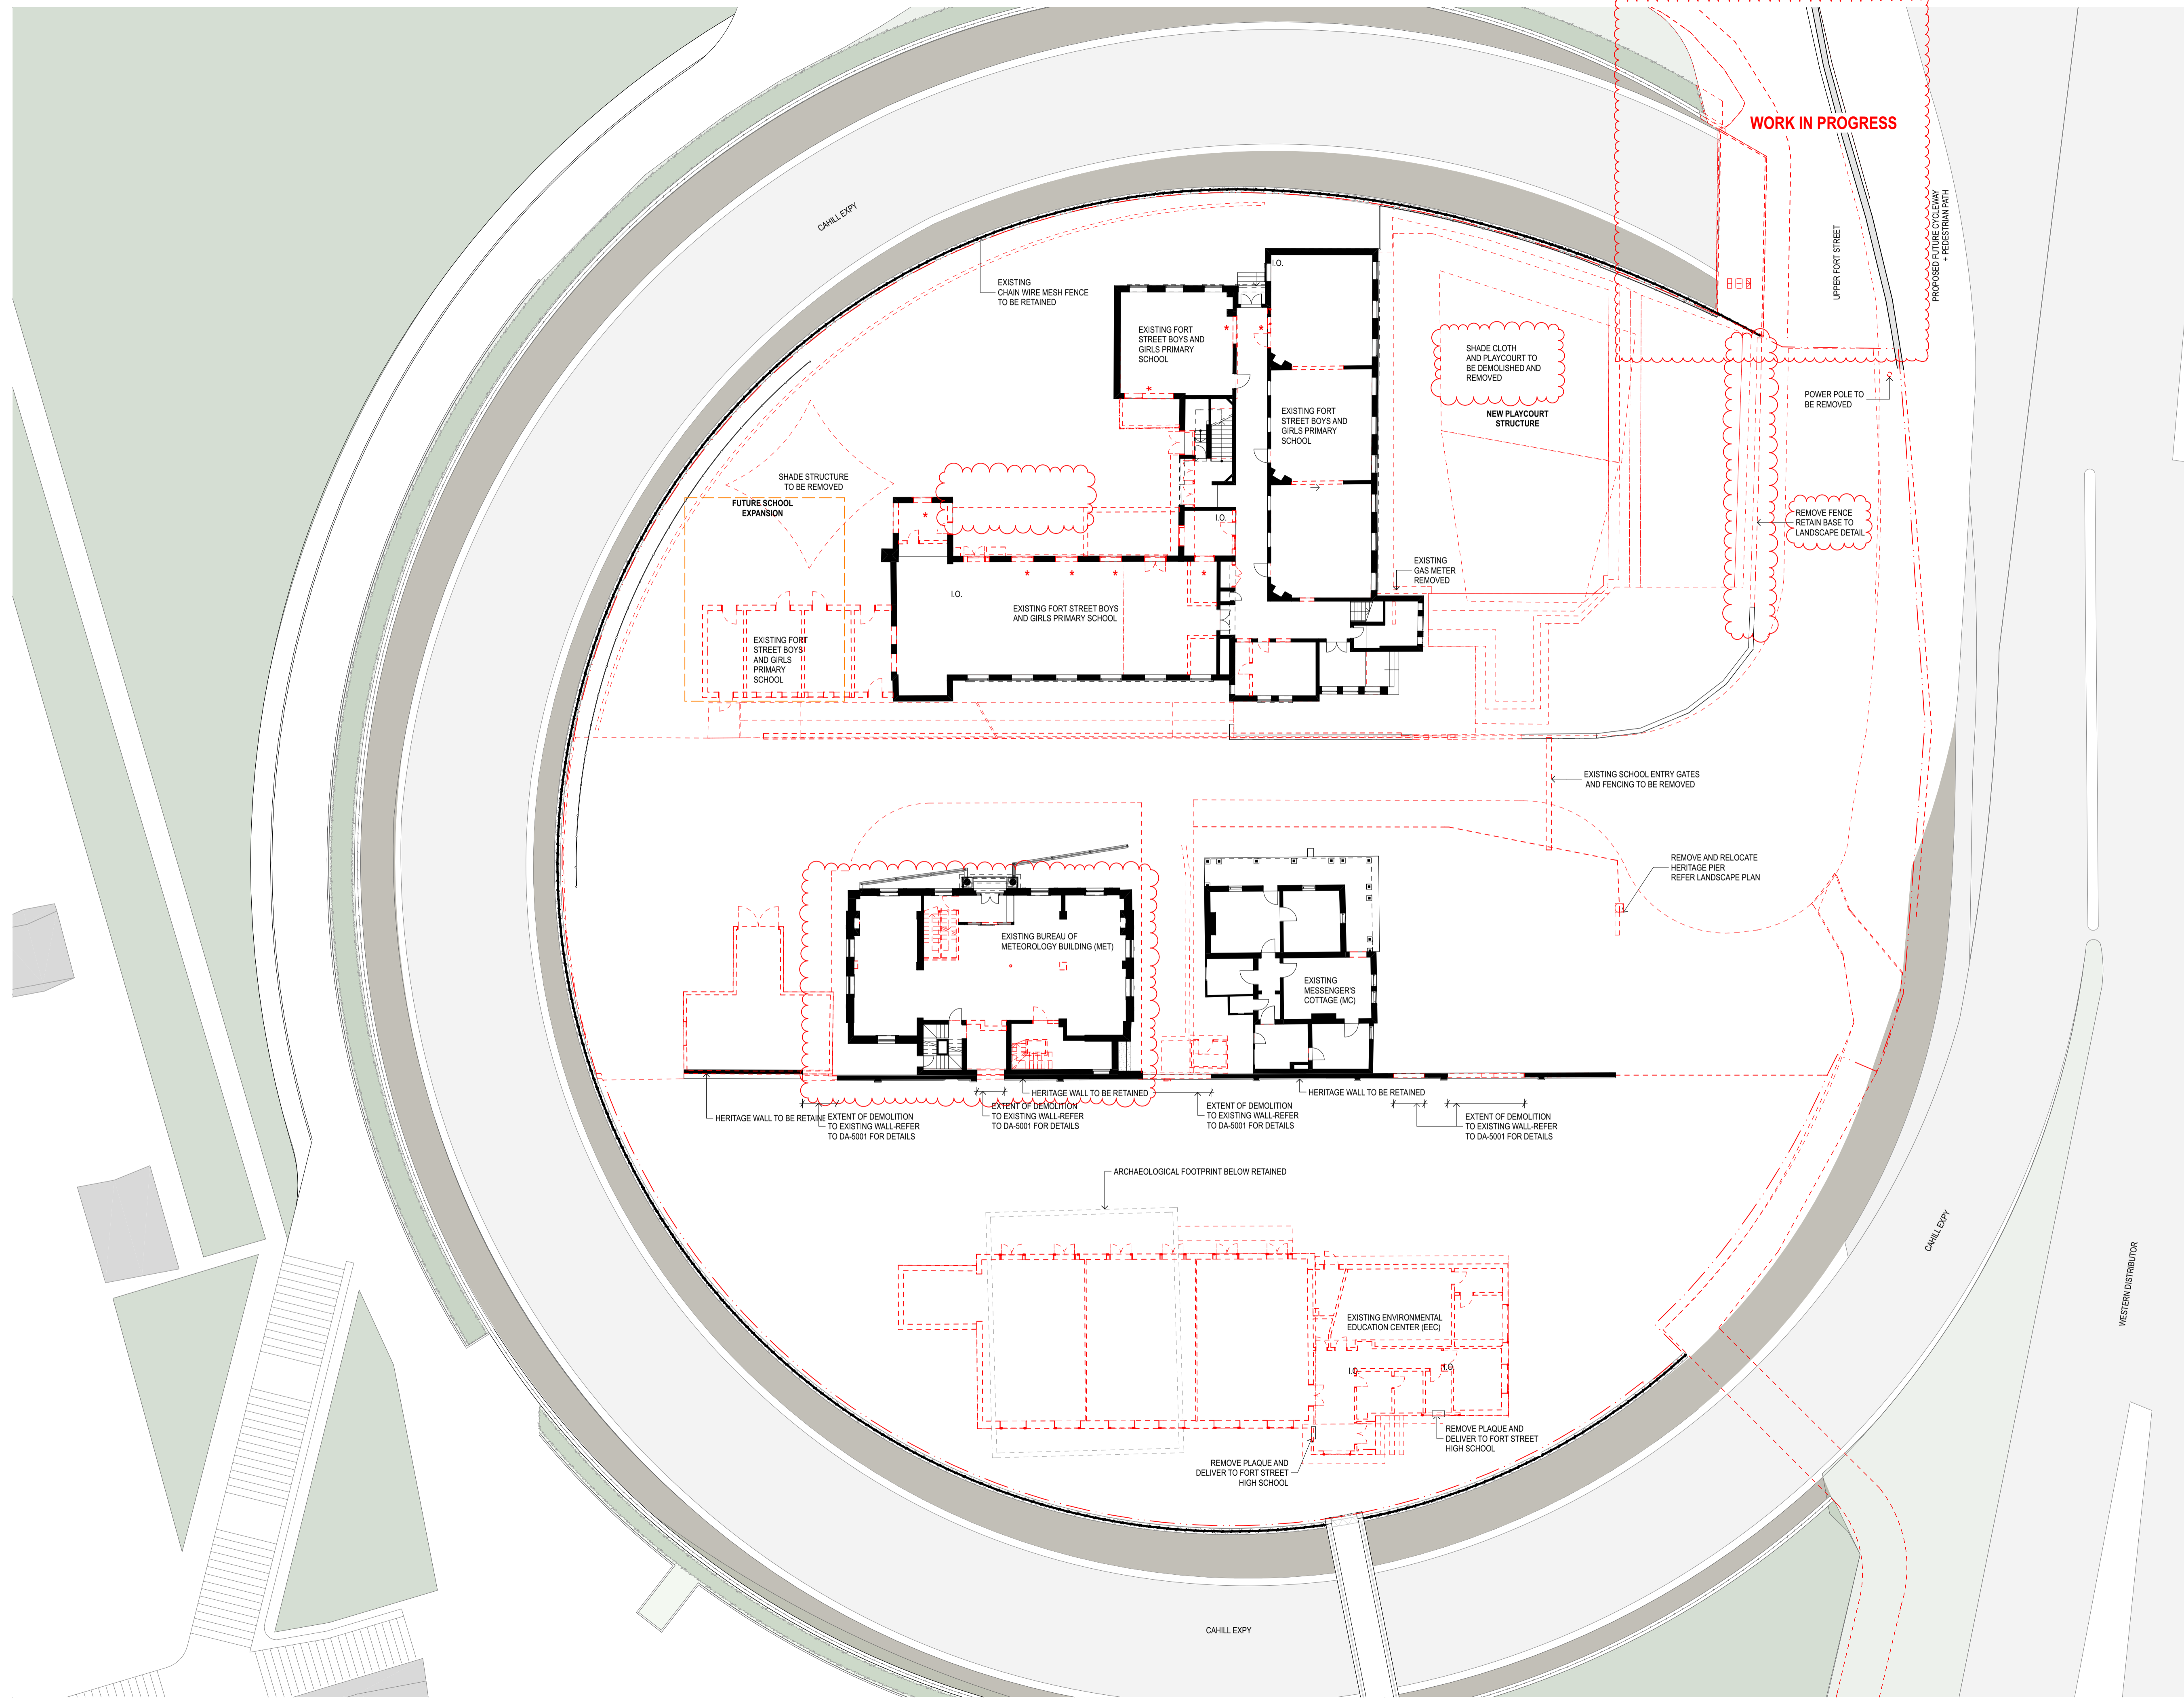 WORK IN PROGRESS
CAHILL EXPY
UPPER FORT STREET
PROPOSED FUTURE CYCLEWAY
+ PEDESTRIAN PATH
EXISTING
CHAIN WIRE MESH FENCE
TO BE RETAINED
I.O.
EXISTING FORT
STREET BOYS AND
GIRLS PRIMARY
SCHOOL
SHADE CLOTH
AND PLAYCOURT TO
BE DEMOLISHED AND
REMOVED
NEW PLAYCOURT
STRUCTURE
POWER POLE TO
BE REMOVED
EXISTING FORT
STREET BOYS AND
GIRLS PRIMARY
SCHOOL
SHADE STRUCTURE
TO BE REMOVED
FUTURE SCHOOL
EXPANSION
I.O.
REMOVE FENCE
RETAIN BASE TO
LANDSCAPE DETAIL
EXISTING
GAS METER
REMOVED
I.O.
EXISTING FORT STREET BOYS
AND GIRLS PRIMARY SCHOOL
EXISTING FORT
STREET BOYS
AND GIRLS
PRIMARY
SCHOOL
EXISTING SCHOOL ENTRY GATES
AND FENCING TO BE REMOVED
REMOVE AND RELOCATE
HERITAGE PIER
REFER LANDSCAPE PLAN
EXISTING BUREAU OF
METEOROLOGY BUILDING (MET)
EXISTING
MESSENGER'S
COTTAGE (MC)
HERITAGE WALL TO BE RETAINE
EXTENT OF DEMOLITION
TO EXISTING WALL-REFER
TO DA-5001 FOR DETAILS
HERITAGE WALL TO BE RETAINED
EXTENT OF DEMOLITION
TO EXISTING WALL-REFER
TO DA-5001 FOR DETAILS
EXTENT OF DEMOLITION
TO EXISTING WALL-REFER
TO DA-5001 FOR DETAILS
HERITAGE WALL TO BE RETAINED
EXTENT OF DEMOLITION
TO EXISTING WALL-REFER
TO DA-5001 FOR DETAILS
ARCHAEOLOGICAL FOOTPRINT BELOW RETAINED
CAHILL EXPY
WESTERN DISTRIBUTOR
EXISTING ENVIRONMENTAL
EDUCATION CENTER (EEC)
I.O.
I.O.
REMOVE PLAQUE AND
DELIVER TO FORT STREET
HIGH SCHOOL
REMOVE PLAQUE AND
DELIVER TO FORT STREET
HIGH SCHOOL
CAHILL EXPY